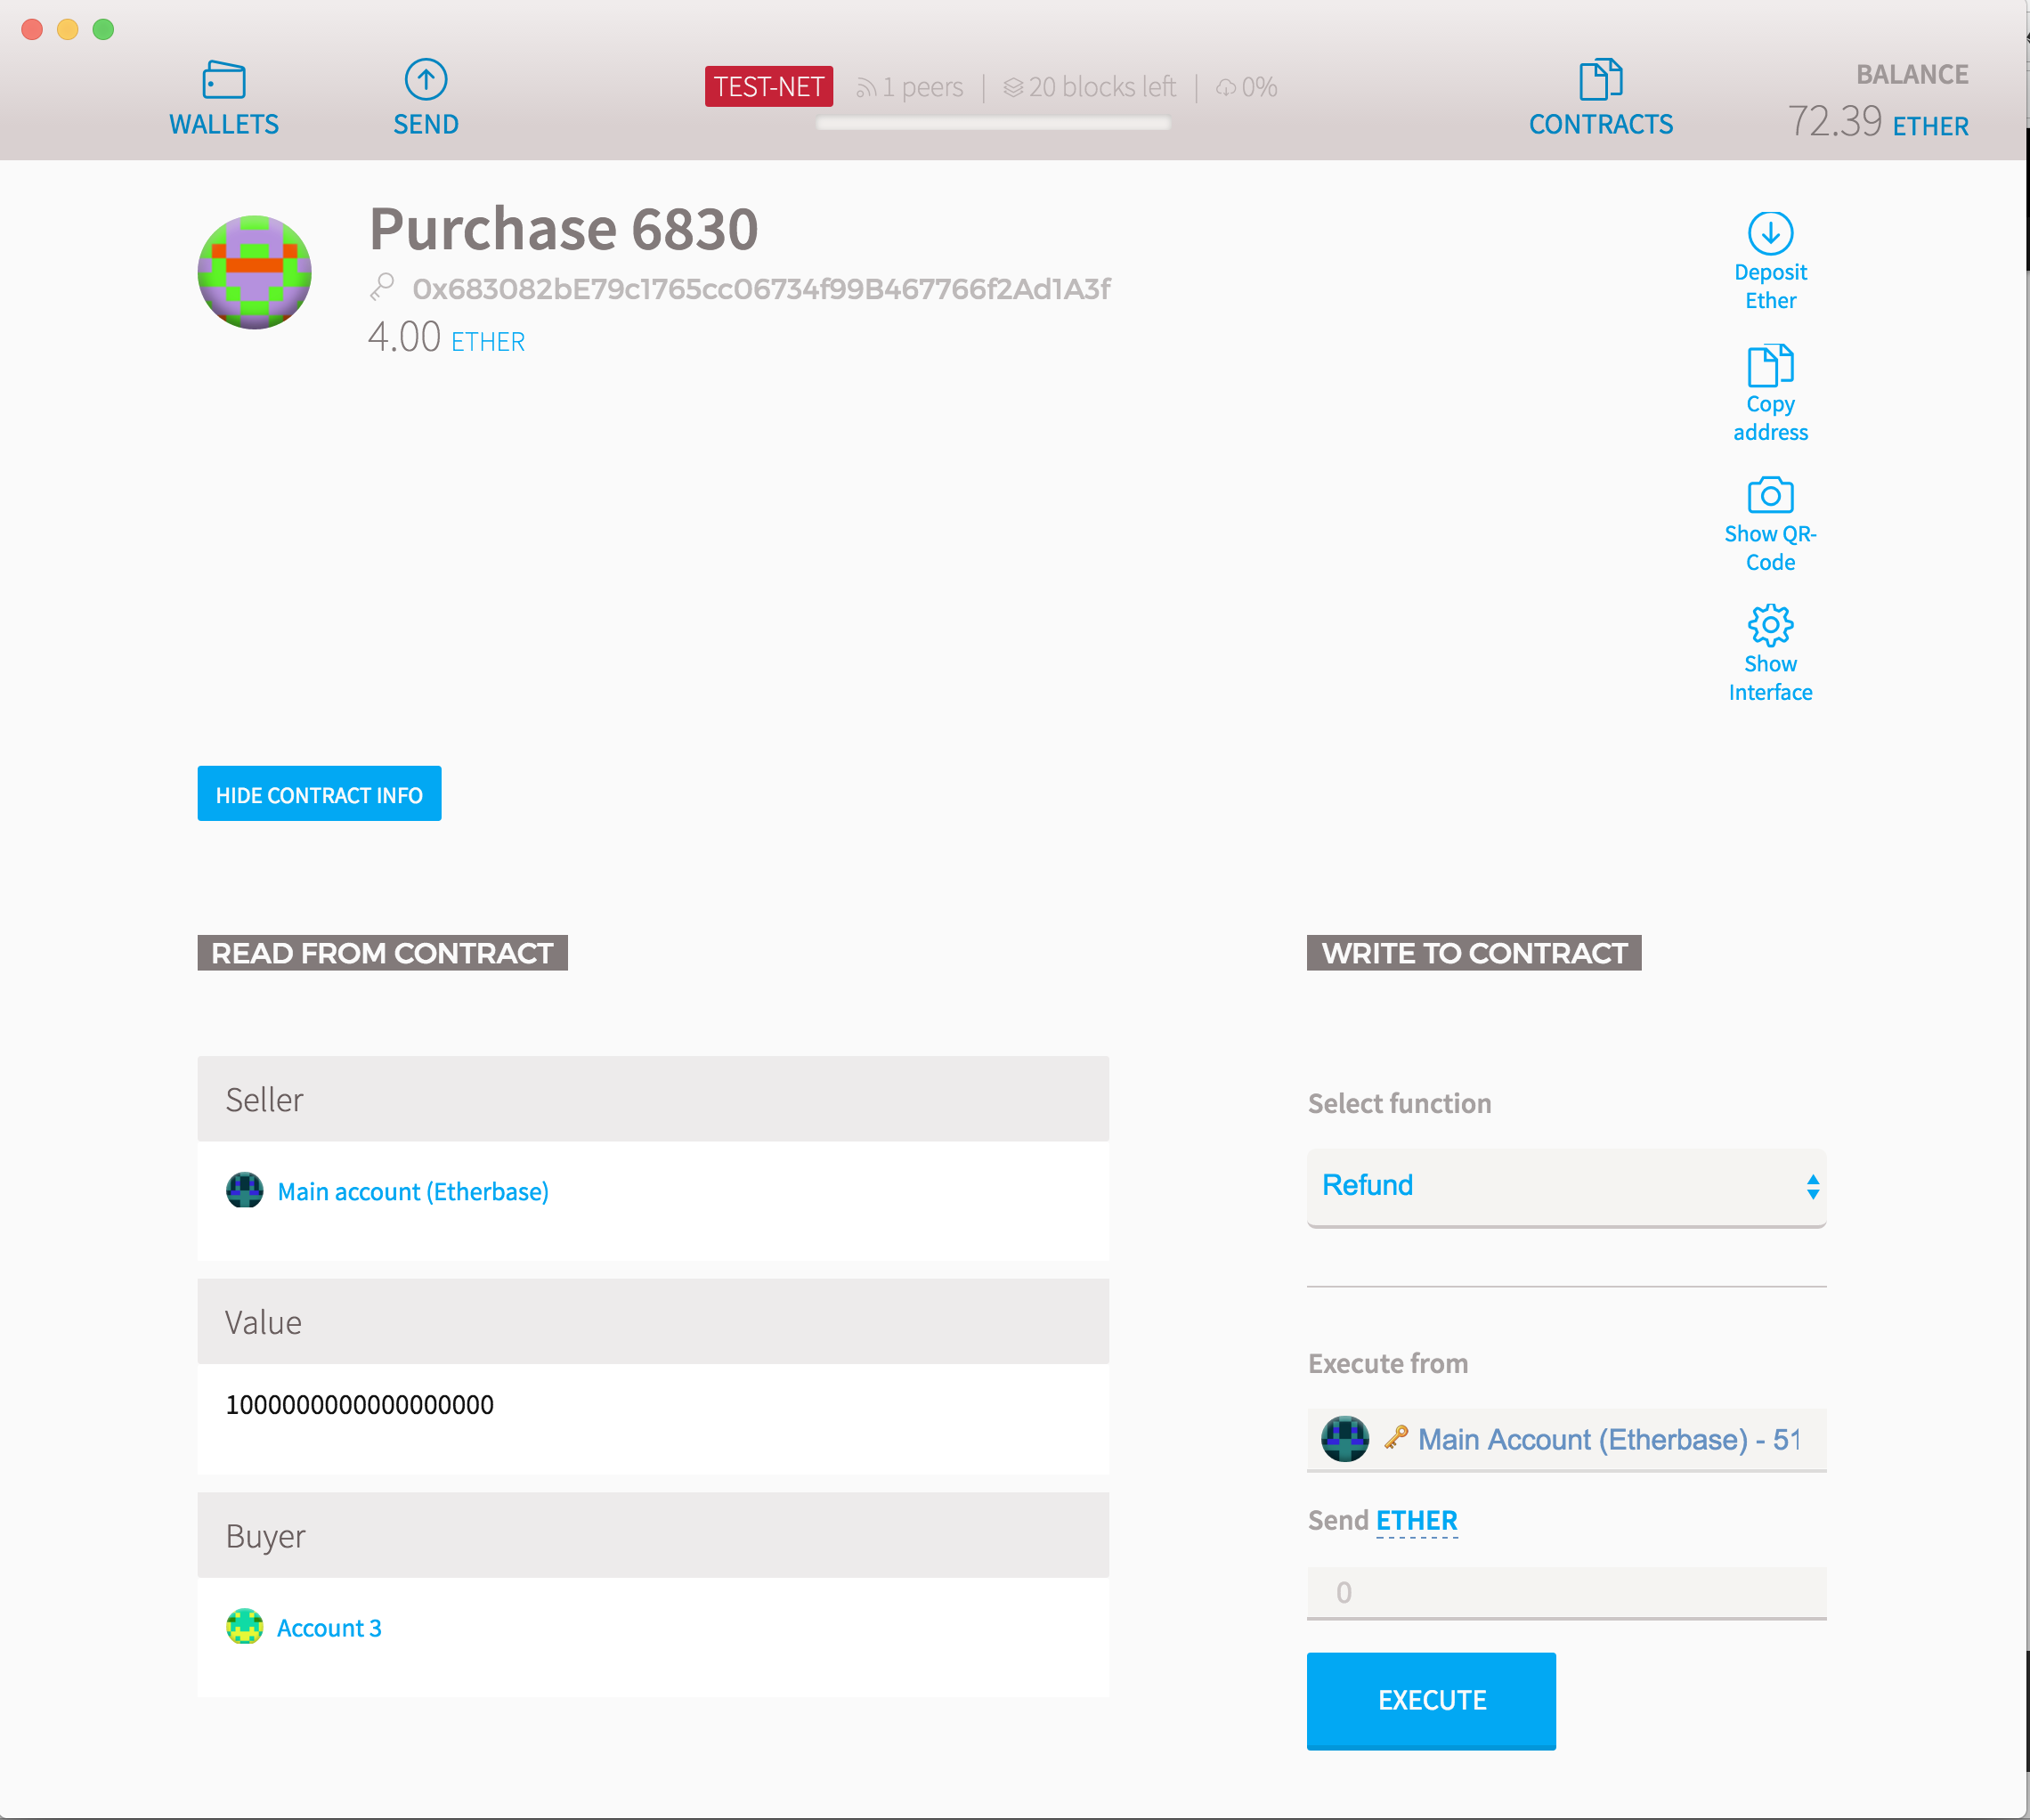 WALLETS
SEND
TEST-NET 1 peers | 20 blocks left | 0%
CONTRACTS
BALANCE
72.39 ETHER
Purchase 6830
0x683082bE79c1765cc06734f99B467766f2Ad1A3f
4.00 ETHER
Deposit
Ether
Copy
address
Show QR-
Code
Show
Interface
HIDE CONTRACT INFO
READ FROM CONTRACT
Seller
Main account (Etherbase)
Value
1000000000000000000
Buyer
Account 3
WRITE TO CONTRACT
Select function
Refund
Execute from
Main Account (Etherbase) - 51
Send ETHER
0
EXECUTE